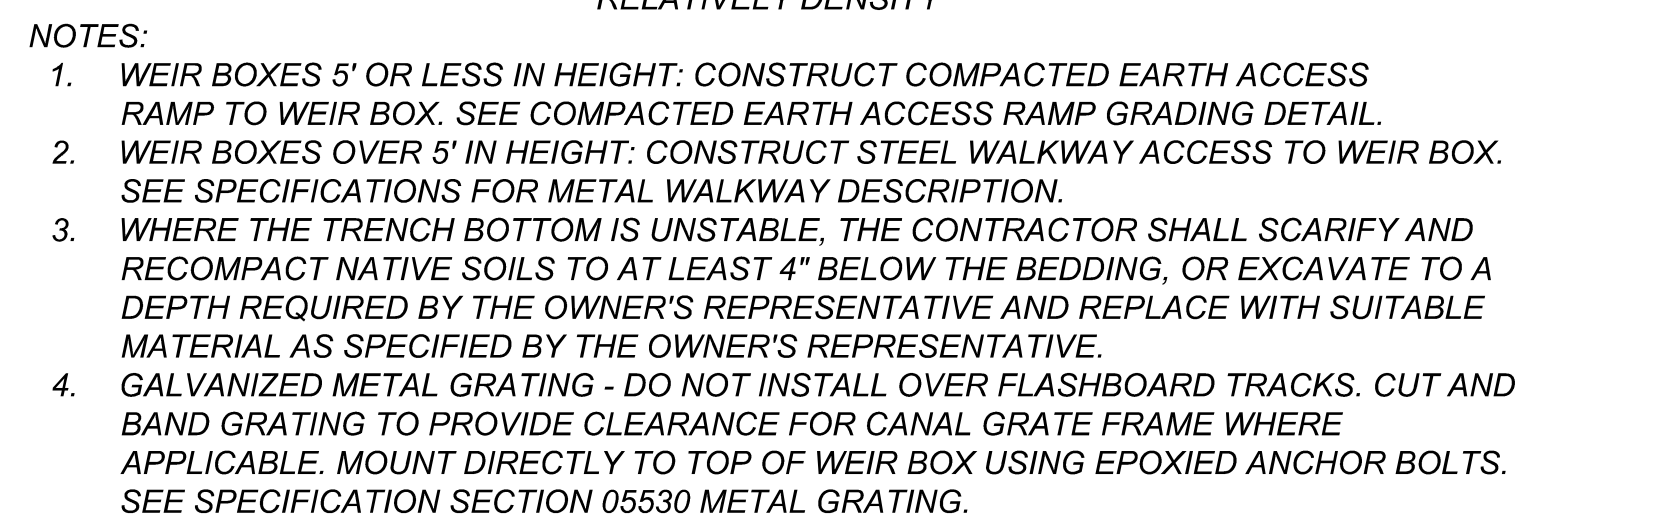 RELATIVELY DENSITY
NOTES:
1. WEIR BOXES 5' OR LESS IN HEIGHT: CONSTRUCT COMPACTED EARTH ACCESS
RAMP TO WEIR BOX. SEE COMPACTED EARTH ACCESS RAMP GRADING DETAIL.
2. WEIR BOXES OVER 5' IN HEIGHT: CONSTRUCT STEEL WALKWAY ACCESS TO WEIR BOX.
SEE SPECIFICATIONS FOR METAL WALKWAY DESCRIPTION.
3. WHERE THE TRENCH BOTTOM IS UNSTABLE, THE CONTRACTOR SHALL SCARIFY AND
RECOMPACT NATIVE SOILS TO AT LEAST 4" BELOW THE BEDDING, OR EXCAVATE TO A
DEPTH REQUIRED BY THE OWNER'S REPRESENTATIVE AND REPLACE WITH SUITABLE
MATERIAL AS SPECIFIED BY THE OWNER'S REPRESENTATIVE.
4. GALVANIZED METAL GRATING - DO NOT INSTALL OVER FLASHBOARD TRACKS. CUT AND
BAND GRATING TO PROVIDE CLEARANCE FOR CANAL GRATE FRAME WHERE
APPLICABLE. MOUNT DIRECTLY TO TOP OF WEIR BOX USING EPOXIED ANCHOR BOLTS.
SEE SPECIFICATION SECTION 05530 METAL GRATING.